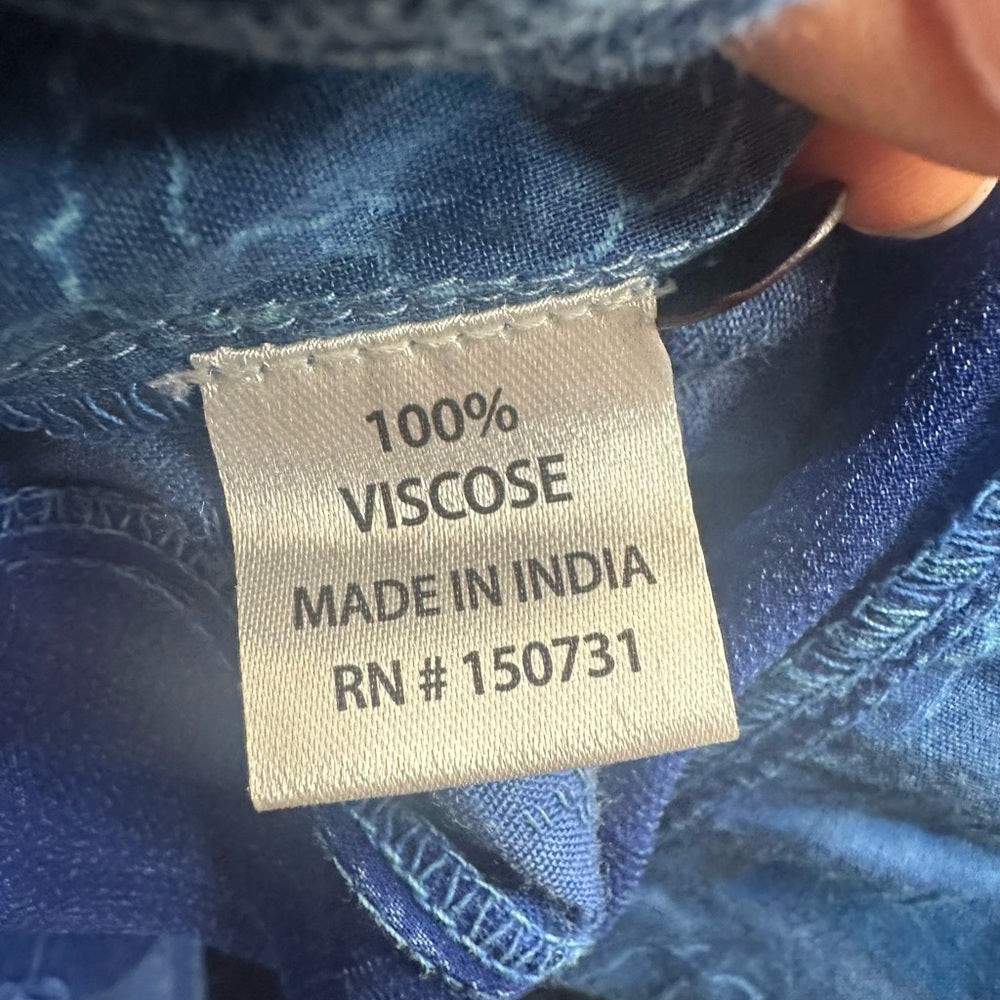 100%
VISCOSE
MADE IN INDIA
RN # 150731